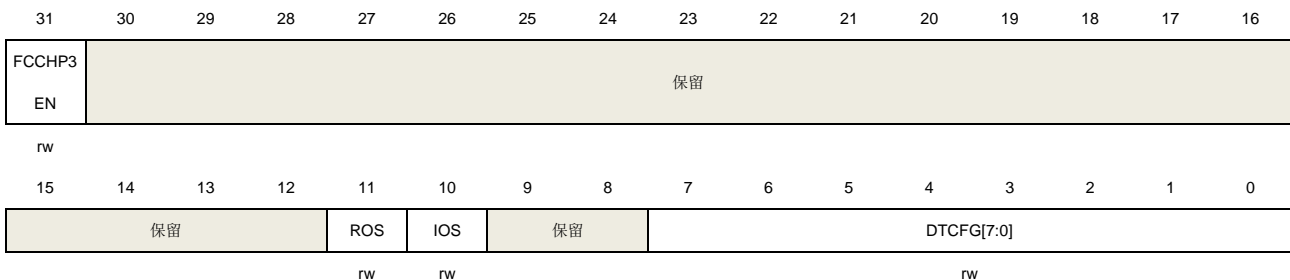 31 30 29 28 27 26 25 24 23 22 21 20 19 18 17 16
FCCHP3
EN
保留
rw
15 14 13 12 11 10 9 8 7 6 5 4 3 2 1 0
保留 ROS IOS 保留 DTCFG[7:0]
rw rw rw